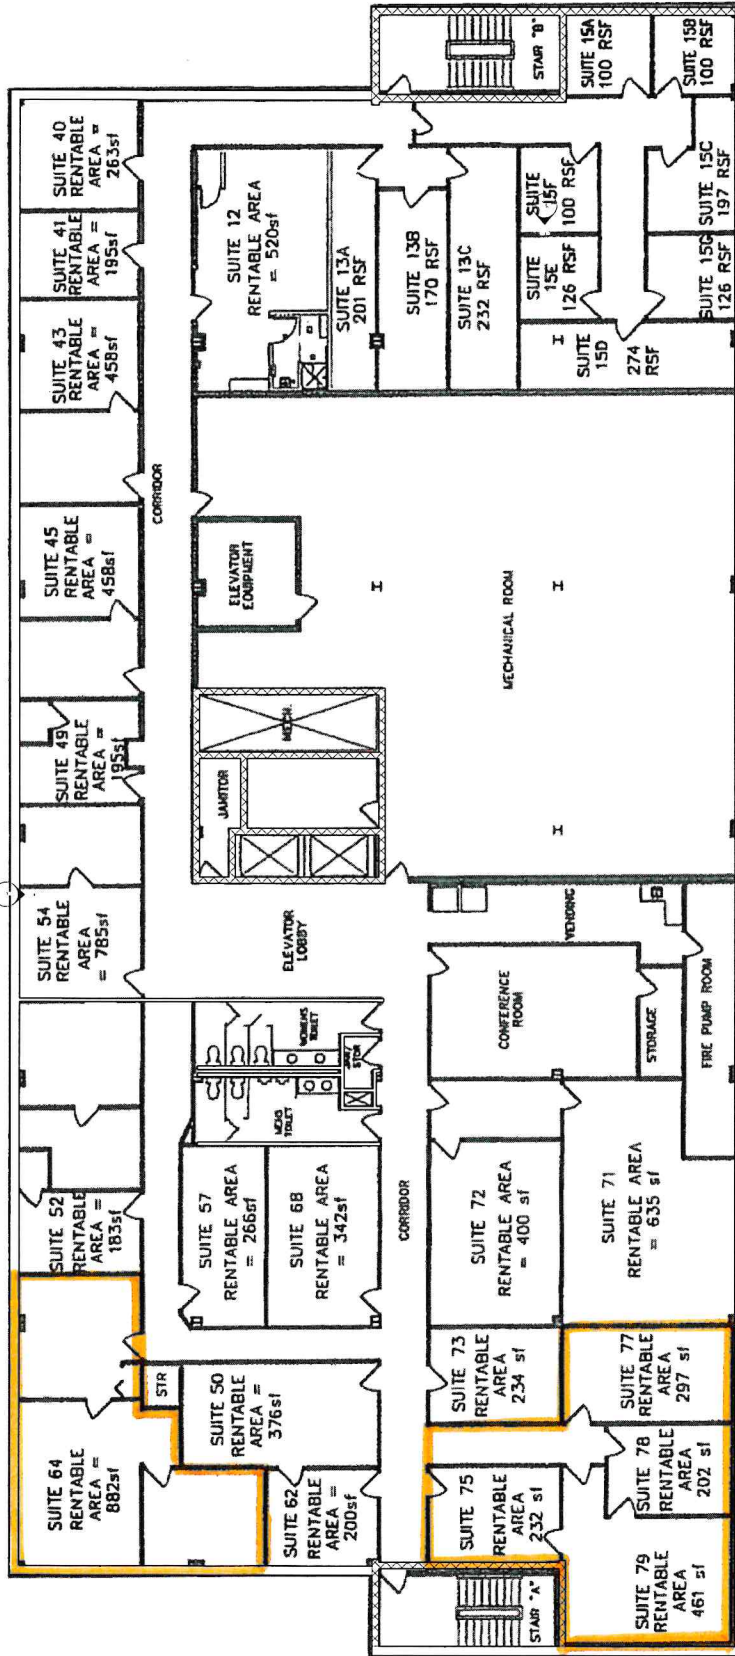 SUITE 40
RENTABLE
AREA =
263sf
SUITE 41
RENTABLE
AREA =
195sf
SUITE 43
RENTABLE
AREA =
458sf
SUITE 45
RENTABLE
AREA =
458sf
SUITE 49
RENTABLE
AREA =
195sf
SUITE 54
RENTABLE
AREA
= 785sf
SUITE 52
RENTABLE
AREA =
183sf
SUITE 64
RENTABLE
AREA =
882sf
CORRIDOR
STAIR "B"
SUITE 15A
100 RSF
SUITE 15B
100 RSF
SUITE 12
RENTABLE AREA
= 520sf
SUITE 13A
201 RSF
SUITE 13B
170 RSF
SUITE 13C
232 RSF
SUITE
15F
100 RSF
SUITE 15C
197 RSF
SUITE
15E
126 RSF
SUITE 15G
126 RSF
SUITE
15D
274
RSF
ELEVATOR
EQUIPMENT
MECHANICAL ROOM
MECH.
JANITOR
ELEVATOR
LOBBY
VENDING
WOMENS
TOILET
JAN/
STOR
MENS
TOILET
CONFERENCE
ROOM
STORAGE
FIRE PUMP ROOM
SUITE 57
RENTABLE AREA
= 266sf
SUITE 68
RENTABLE AREA
= 342sf
CORRIDOR
SUITE 72
RENTABLE AREA
= 400 sf
SUITE 71
RENTABLE AREA
= 635 sf
STR
SUITE 50
RENTABLE
AREA =
376sf
SUITE 73
RENTABLE
AREA
234 sf
SUITE 77
RENTABLE
AREA
297 sf
SUITE 62
RENTABLE
AREA =
200sf
SUITE 75
RENTABLE
AREA
232 sf
SUITE 78
RENTABLE
AREA
202 sf
STAIR "A"
SUITE 79
RENTABLE
AREA
461 sf